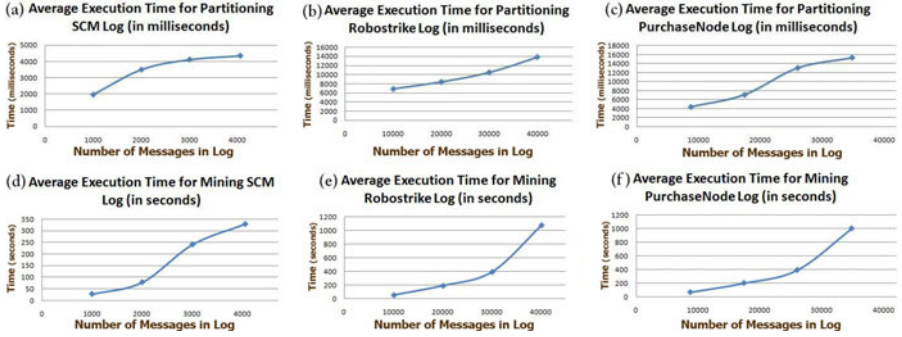 (a) Average Execution Time for Partitioning
SCM Log (in milliseconds)
Time (milliseconds)
5000
4000
3000
2000
1000
0
0 1000 2000 3000 4000
Number of Messages in Log
(b) Average Execution Time for Partitioning
Robostrike Log (in milliseconds)
Time (milliseconds)
16000
14000
12000
10000
8000
6000
4000
2000
0
0 10000 20000 30000 40000
Number of Messages in Log
(c) Average Execution Time for Partitioning
PurchaseNode Log (in milliseconds)
Time (milliseconds)
18000
16000
14000
12000
10000
8000
6000
4000
2000
0
0 10000 20000 30000 40000
Number of Messages in Log
(d) Average Execution Time for Mining SCM
Log (in seconds)
Time (seconds)
350
300
250
200
150
100
50
0
0 1000 2000 3000 4000
Number of Messages in Log
(e) Average Execution Time for Mining
Robostrike Log (in seconds)
Time (seconds)
1200
1000
800
600
400
200
0
0 10000 20000 30000 40000
Number of Messages in Log
(f) Average Execution Time for Mining
PurchaseNode Log (in seconds)
Time (seconds)
1200
1000
800
600
400
200
0
0 10000 20000 30000 40000
Number of Messages in Log